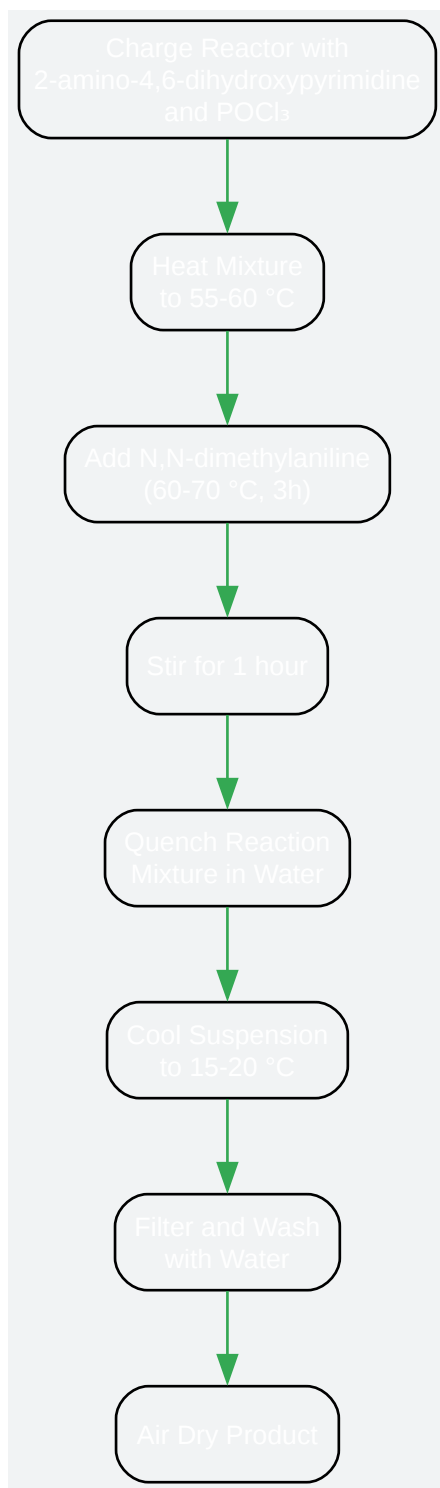 Charge Reactor with
2-amino-4,6-dihydroxypyrimidine
and POCl₃
Heat Mixture
to 55-60 °C
Add N,N-dimethylaniline
(60-70 °C, 3h)
Stir for 1 hour
Quench Reaction
Mixture in Water
Cool Suspension
to 15-20 °C
Filter and Wash
with Water
Air Dry Product